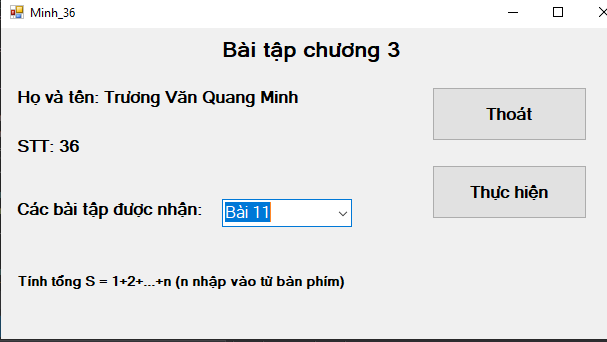 Minh_36
Bài tập chương 3
Họ và tên: Trương Văn Quang Minh
Thoát
STT: 36
Thực hiện
Các bài tập được nhận: Bài 11
Tính tổng S = 1+2+...+n (n nhập vào từ bàn phím)